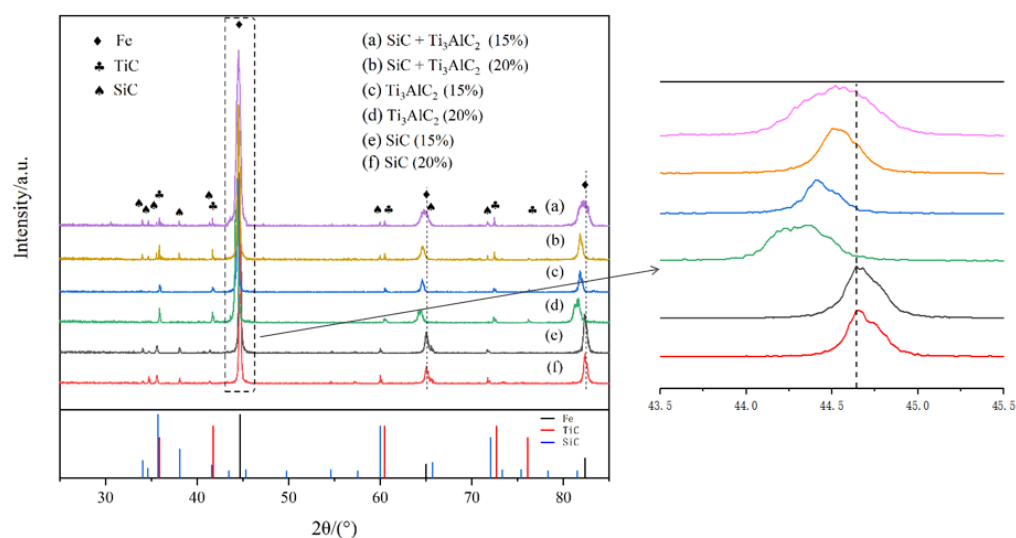 ♦ Fe
♣ TiC
♠ SiC
(a) SiC + Ti₃AlC₂ (15%)
(b) SiC + Ti₃AlC₂ (20%)
(c) Ti₃AlC₂ (15%)
(d) Ti₃AlC₂ (20%)
(e) SiC (15%)
(f) SiC (20%)
Intensity/a.u.
(a)
(b)
(c)
(d)
(e)
(f)
Fe
TiC
SiC
30 40 50 60 70 80
2θ/(°)
43.5 44.0 44.5 45.0 45.5